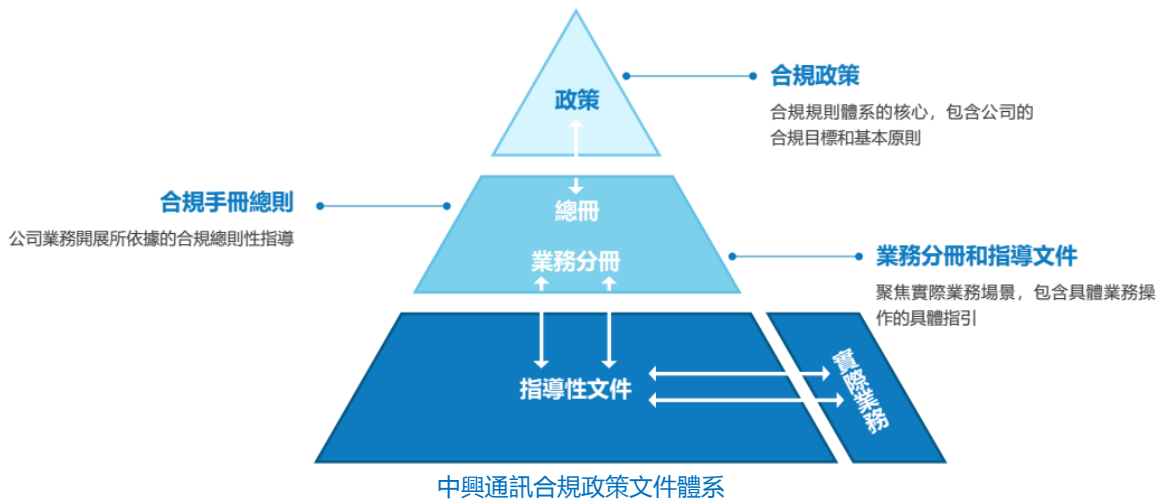 政策
合規政策
合規規則體系的核心，包含公司的
合規目標和基本原則
合規手冊總則
公司業務開展所依據的合規總則性指導
總冊
業務分冊
業務分冊和指導文件
聚焦實際業務場景，包含具體業務操
作的具體指引
指導性文件
實際業務
中興通訊合規政策文件體系